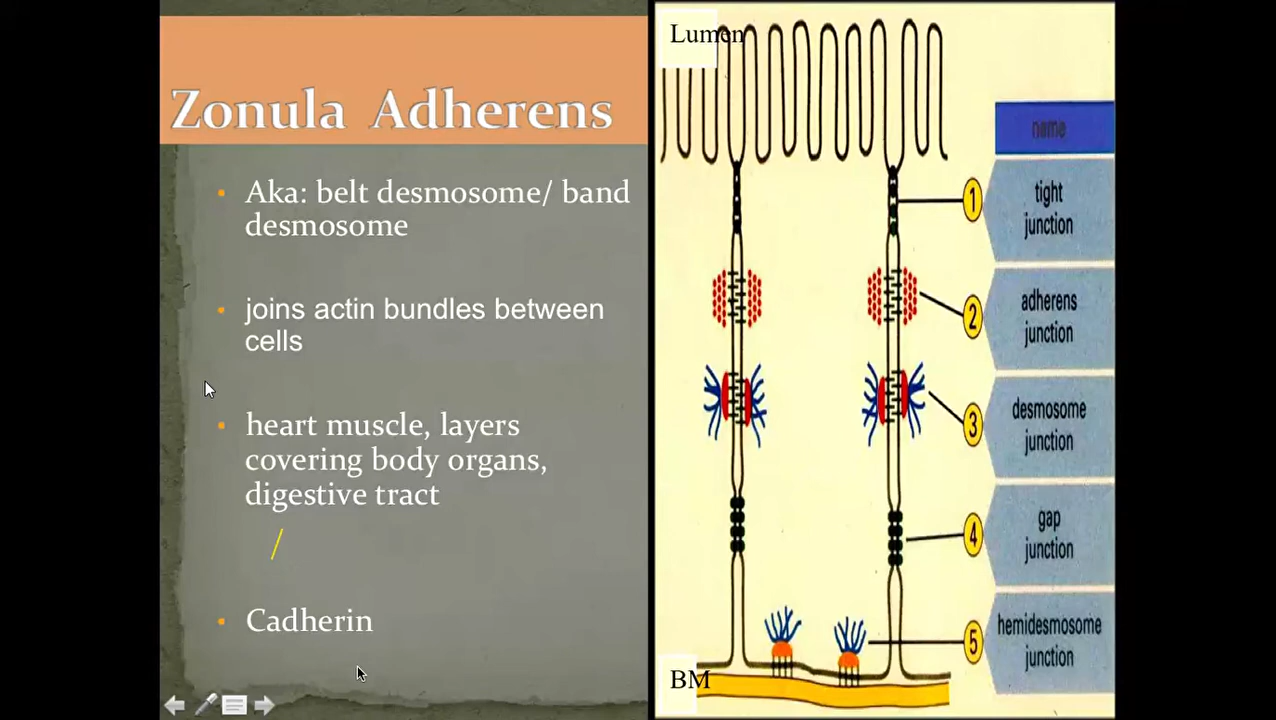 Zonula Adherens
Aka: belt desmosome/ band
desmosome
joins actin bundles between
cells
heart muscle, layers
covering body organs,
digestive tract
Cadherin
Lumen
name
1
tight
junction
2
adherens
junction
3
desmosome
junction
4
gap
junction
5
hemidesmosome
junction
BM